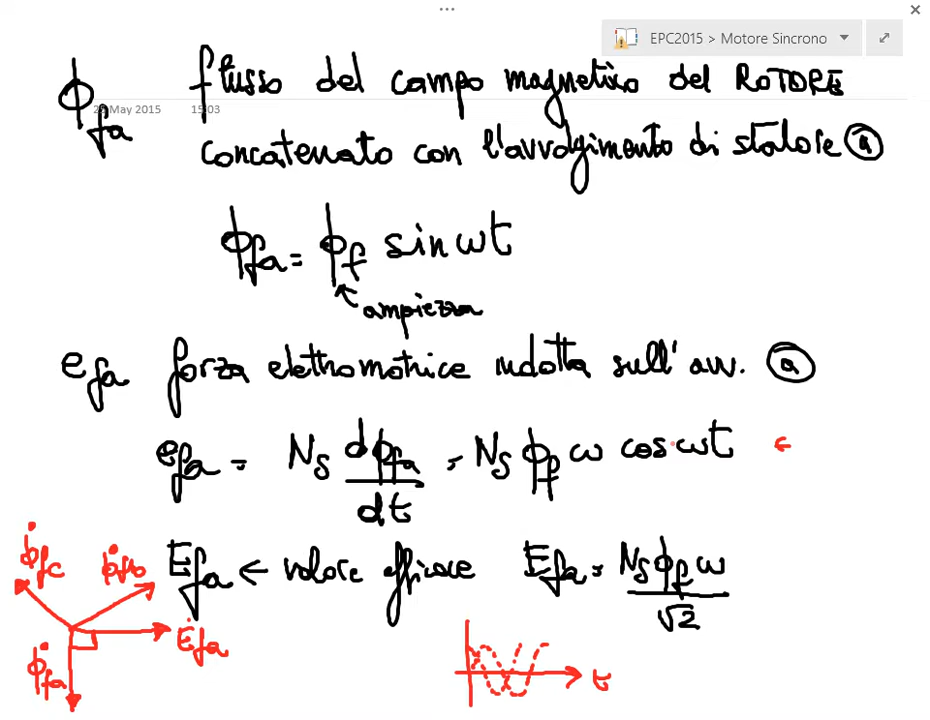 EPC2015 > Motore Sincrono
ϕfa flusso del campo magnetico del ROTORE
May 2015 15:03
concatenato con l'avvolgimento di statore ⓐ
ϕfa = ϕf sin ωt
ampiezza
efa forza elettromotrice indotta sull'avv. ⓐ
efa = Ns dϕfa/dt = Ns ϕf ω cos ωt ←
Efa ← valore efficace Efa = Ns ϕf ω/√2
ϕ̇fc ϕ̇fb
Ėfa
ϕ̇fa
t